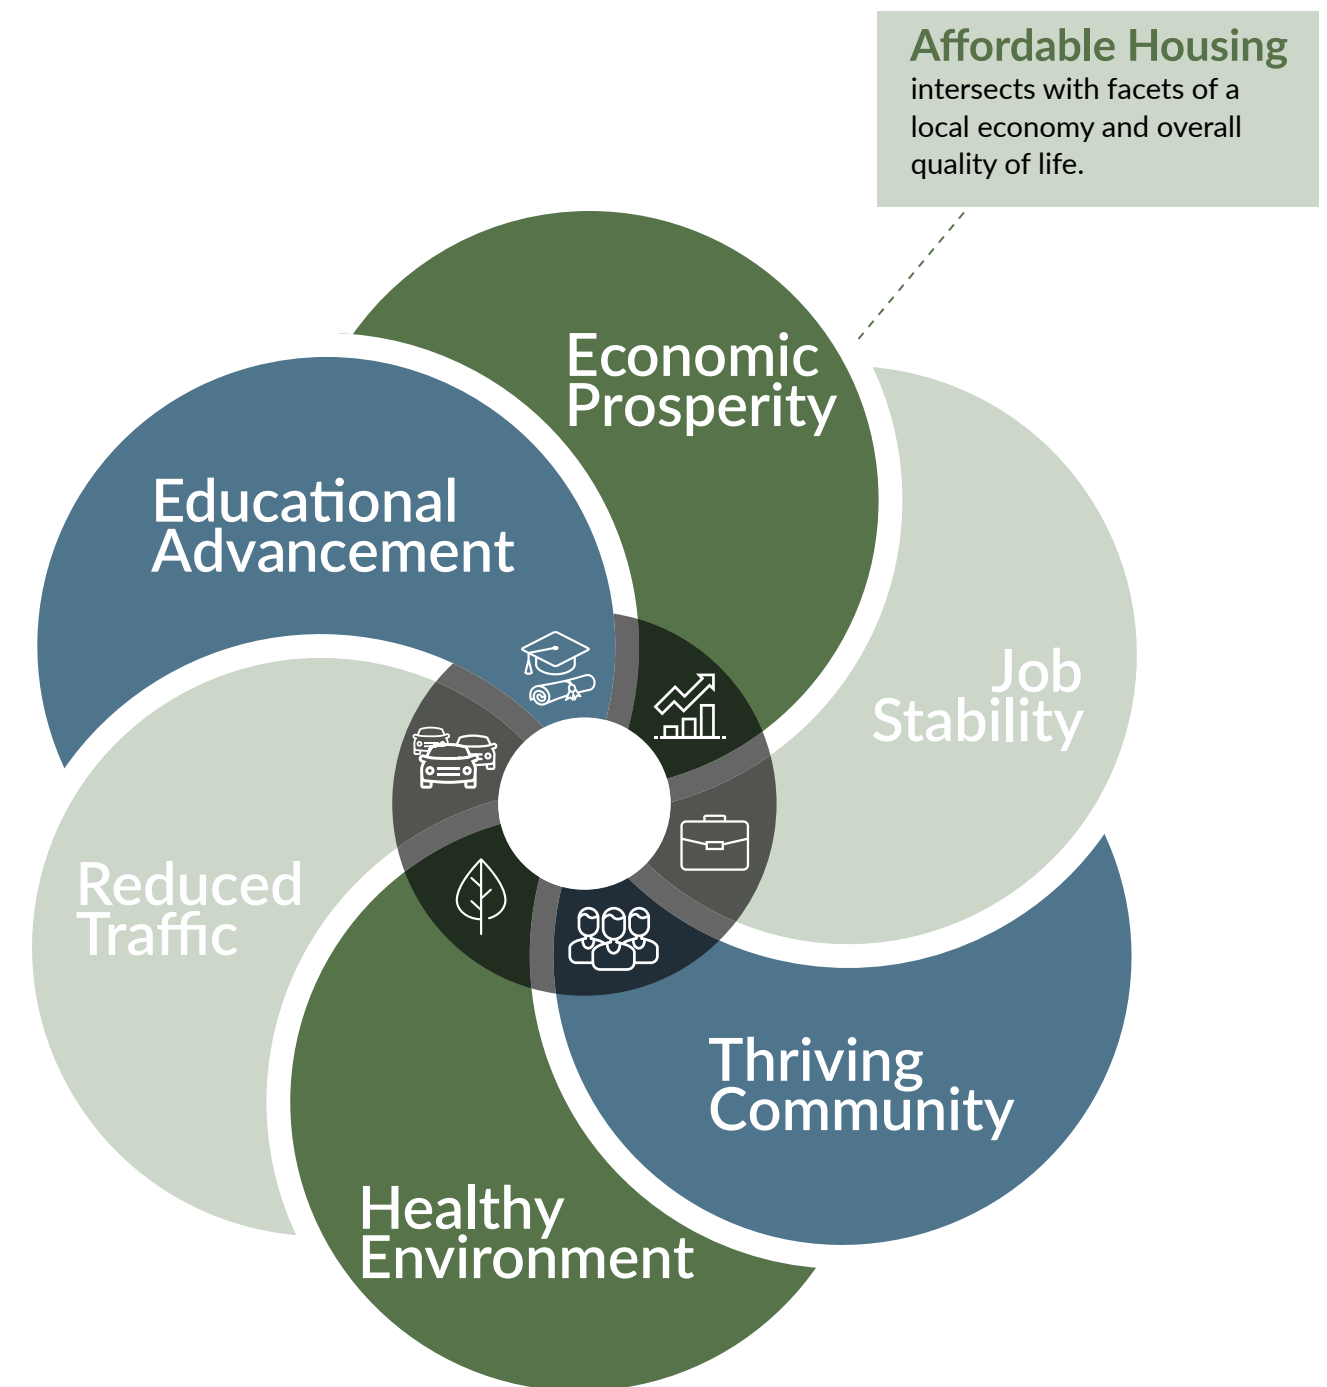 Affordable Housing
intersects with facets of a
local economy and overall
quality of life.
Economic
Prosperity
Educational
Advancement
Job
Stability
Reduced
Traffic
Thriving
Community
Healthy
Environment